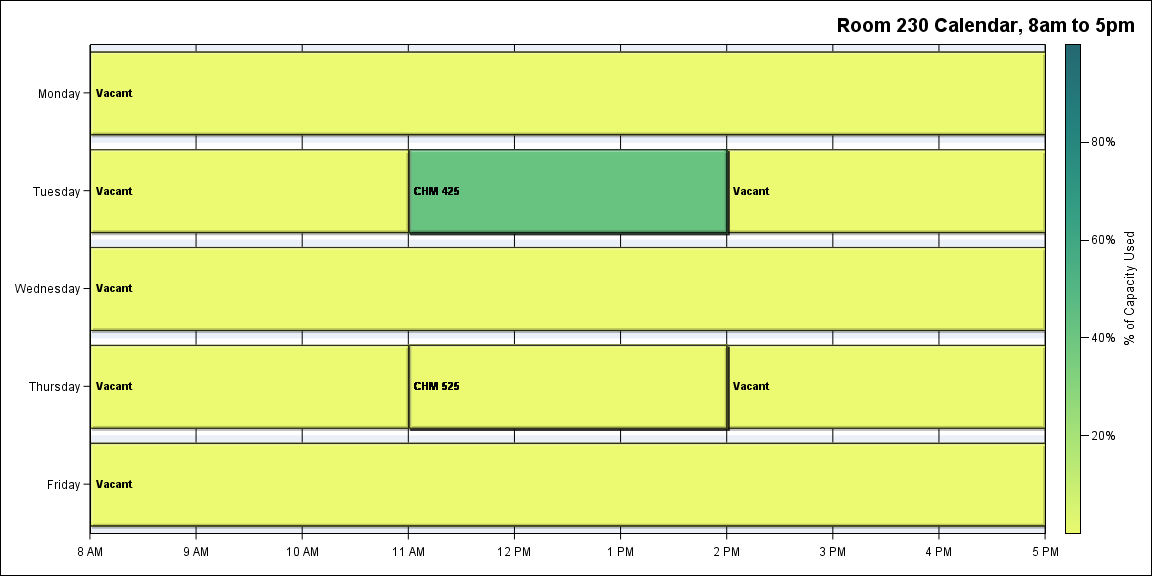 Room 230 Calendar, 8am to 5pm
Monday
Vacant
Tuesday
Vacant
CHM 425
Vacant
Wednesday
Vacant
Thursday
Vacant
CHM 525
Vacant
Friday
Vacant
8 AM
9 AM
10 AM
11 AM
12 PM
1 PM
2 PM
3 PM
4 PM
5 PM
80%
60%
40%
20%
% of Capacity Used